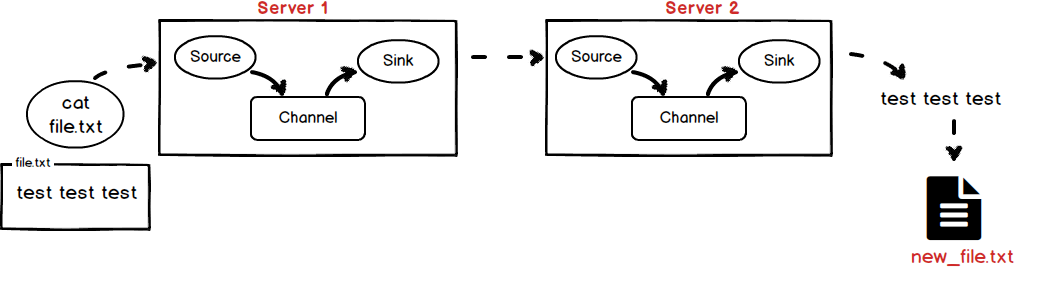 Server 1
Server 2
Source
Sink
Channel
Source
Sink
Channel
cat
file.txt
file.txt
test test test
test test test
new_file.txt